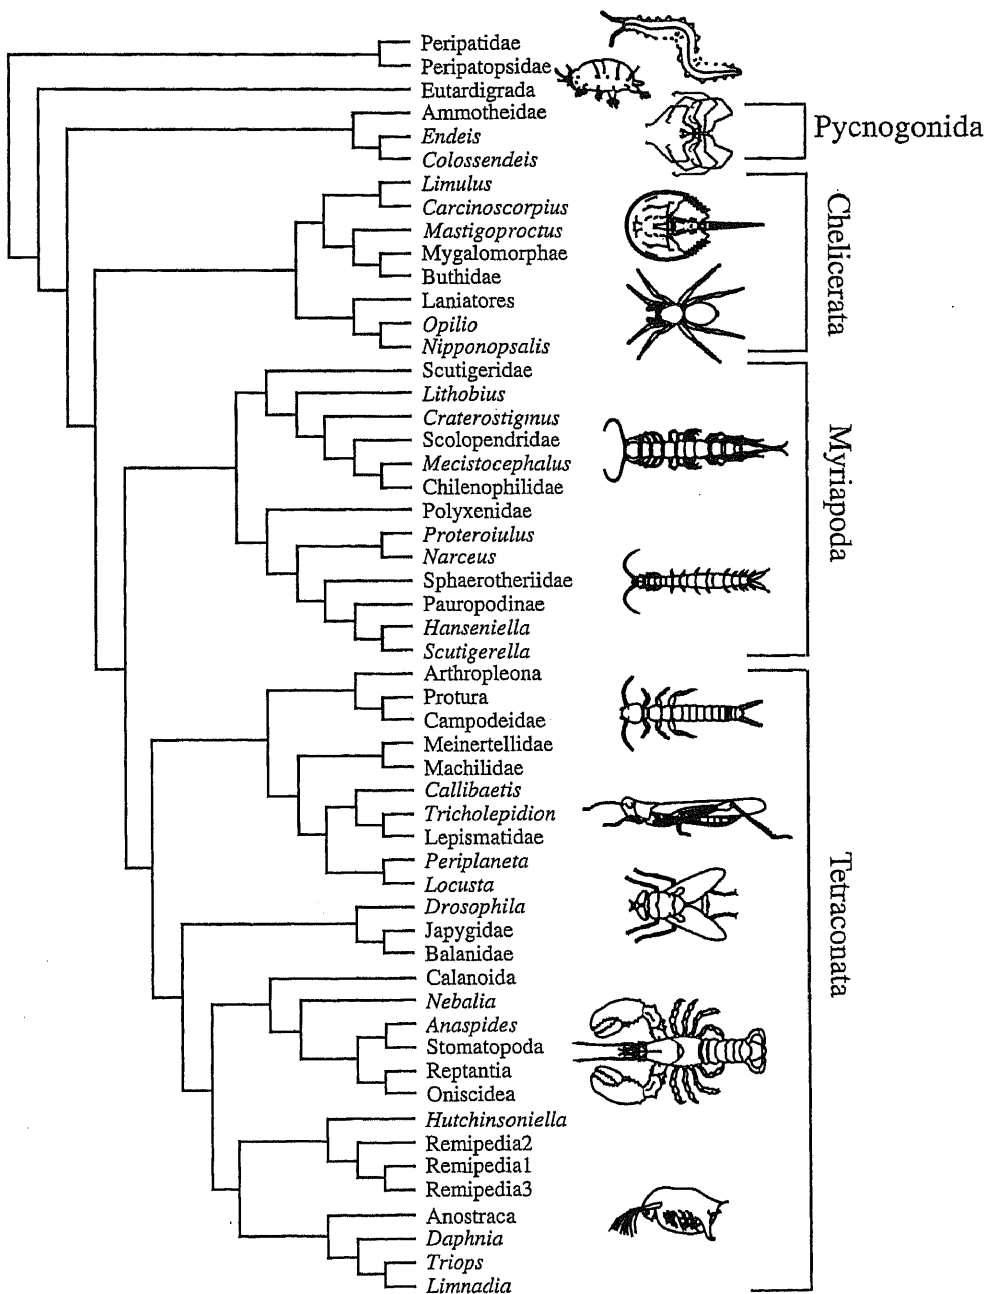 Peripatidae
Peripatopsidae
Eutardigrada
Ammotheidae
Endeis
Colossendeis
Pycnogonida
Limulus
Carcinoscorpius
Mastigoproctus
Mygalomorphae
Buthidae
Laniatores
Opilio
Nipponopsalis
Chelicerata
Scutigeridae
Lithobius
Craterostigmus
Scolopendridae
Mecistocephalus
Chilenophilidae
Polyxenidae
Proteroiulus
Narceus
Sphaerotheriidae
Pauropodinae
Hanseniella
Scutigerella
Myriapoda
Arthropleona
Protura
Campodeidae
Meinertellidae
Machilidae
Callibaetis
Tricholepidion
Lepismatidae
Periplaneta
Locusta
Drosophila
Japygidae
Balanidae
Calanoida
Nebalia
Anaspides
Stomatopoda
Reptantia
Oniscidea
Hutchinsoniella
Remipedia2
Remipedia1
Remipedia3
Anostraca
Daphnia
Triops
Limnadia
Tetraconata